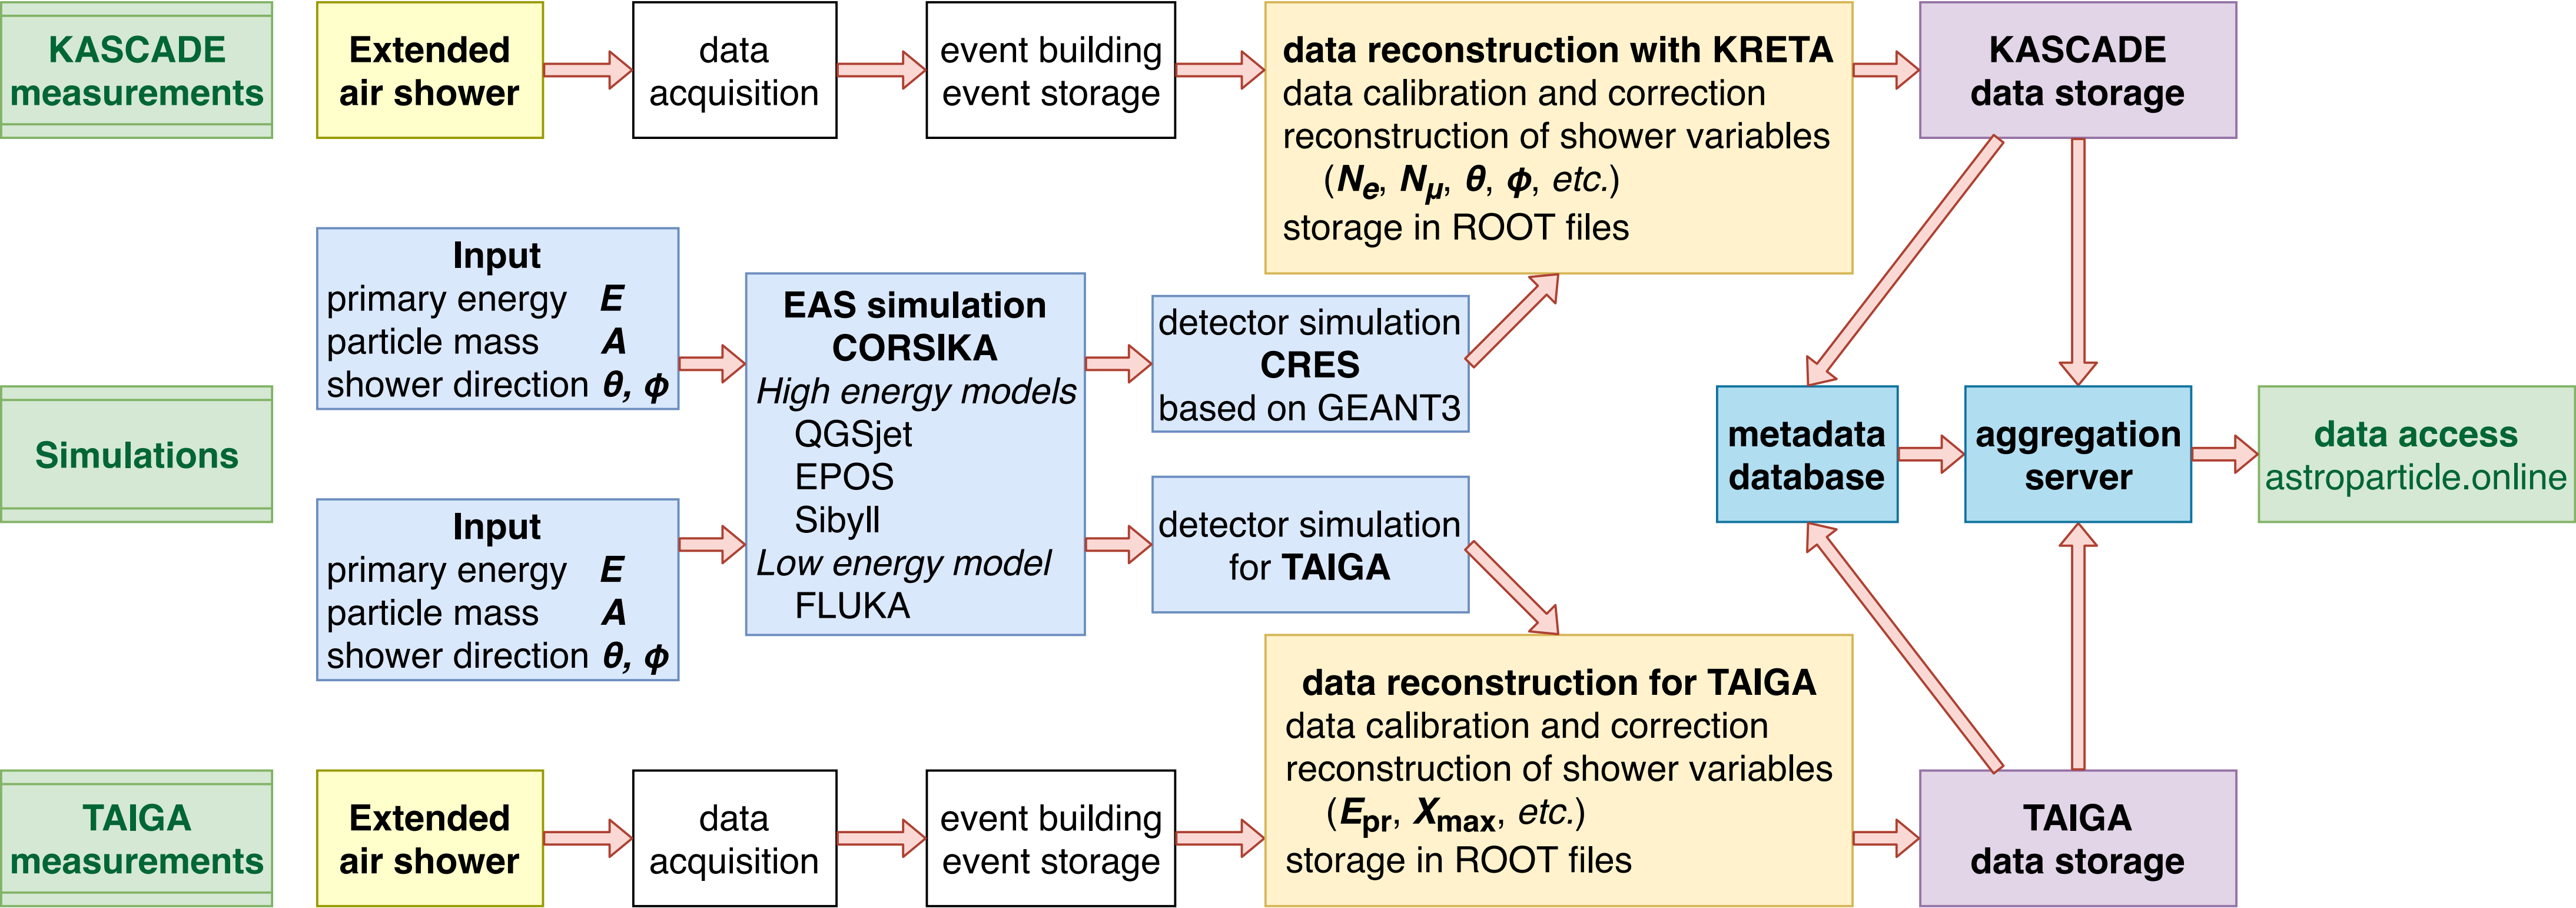 KASCADE
measurements
Extended
air shower
data
acquisition
event building
event storage
data reconstruction with KRETA
data calibration and correction
reconstruction of shower variables
(Nₑ, N_μ, θ, ϕ, etc.)
storage in ROOT files
KASCADE
data storage
Simulations
Input
primary energy E
particle mass A
shower direction θ, ϕ
Input
primary energy E
particle mass A
shower direction θ, ϕ
EAS simulation
CORSIKA
High energy models
QGSjet
EPOS
Sibyll
Low energy model
FLUKA
detector simulation
CRES
based on GEANT3
detector simulation
for TAIGA
metadata
database
aggregation
server
data access
astroparticle.online
TAIGA
measurements
Extended
air shower
data
acquisition
event building
event storage
data reconstruction for TAIGA
data calibration and correction
reconstruction of shower variables
(E_pr, X_max, etc.)
storage in ROOT files
TAIGA
data storage